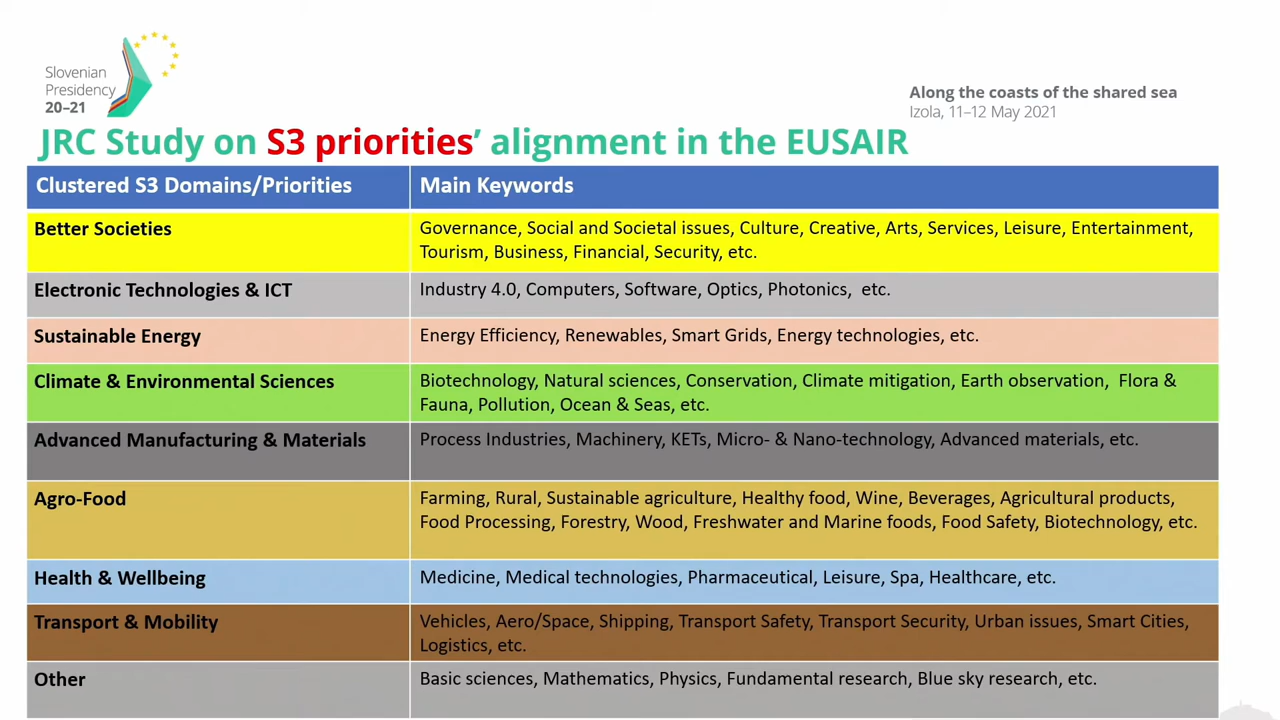 Slovenian
Presidency
20–21
Along the coasts of the shared sea
Izola, 11–12 May 2021
JRC Study on S3 priorities’ alignment in the EUSAIR
Clustered S3 Domains/Priorities
Main Keywords
Better Societies
Governance, Social and Societal issues, Culture, Creative, Arts, Services, Leisure, Entertainment,
Tourism, Business, Financial, Security, etc.
Electronic Technologies & ICT
Industry 4.0, Computers, Software, Optics, Photonics, etc.
Sustainable Energy
Energy Efficiency, Renewables, Smart Grids, Energy technologies, etc.
Climate & Environmental Sciences
Biotechnology, Natural sciences, Conservation, Climate mitigation, Earth observation, Flora &
Fauna, Pollution, Ocean & Seas, etc.
Advanced Manufacturing & Materials
Process Industries, Machinery, KETs, Micro- & Nano-technology, Advanced materials, etc.
Agro-Food
Farming, Rural, Sustainable agriculture, Healthy food, Wine, Beverages, Agricultural products,
Food Processing, Forestry, Wood, Freshwater and Marine foods, Food Safety, Biotechnology, etc.
Health & Wellbeing
Medicine, Medical technologies, Pharmaceutical, Leisure, Spa, Healthcare, etc.
Transport & Mobility
Vehicles, Aero/Space, Shipping, Transport Safety, Transport Security, Urban issues, Smart Cities,
Logistics, etc.
Other
Basic sciences, Mathematics, Physics, Fundamental research, Blue sky research, etc.